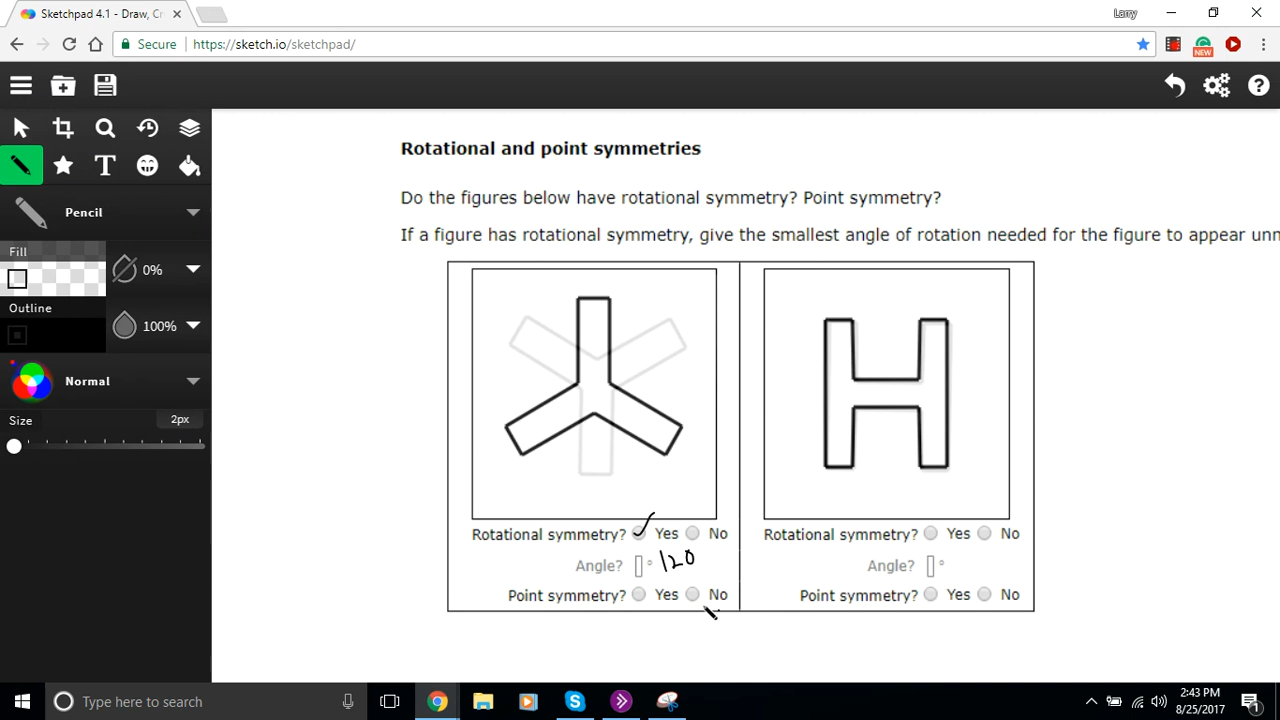 Sketchpad 4.1 - Draw, Cr
Larry
Secure https://sketch.io/sketchpad/
NEW
Rotational and point symmetries
Do the figures below have rotational symmetry? Point symmetry?
If a figure has rotational symmetry, give the smallest angle of rotation needed for the figure to appear unn
Pencil
Fill
0%
Outline
100%
Normal
Size 2px
H
Rotational symmetry? Yes No
Angle? ° 120
Point symmetry? Yes No
Rotational symmetry? Yes No
Angle? °
Point symmetry? Yes No
Type here to search
2:43 PM
8/25/2017
1